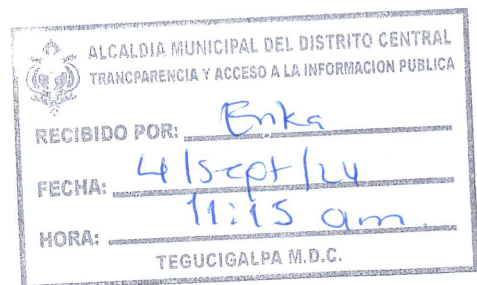 ALCALDIA MUNICIPAL DEL DISTRITO CENTRAL
TRANCPARENCIA Y ACCESO A LA INFORMACION PUBLICA
RECIBIDO POR: Erika
FECHA: 4/sept/24
HORA: 11:15 am.
TEGUCIGALPA M.D.C.